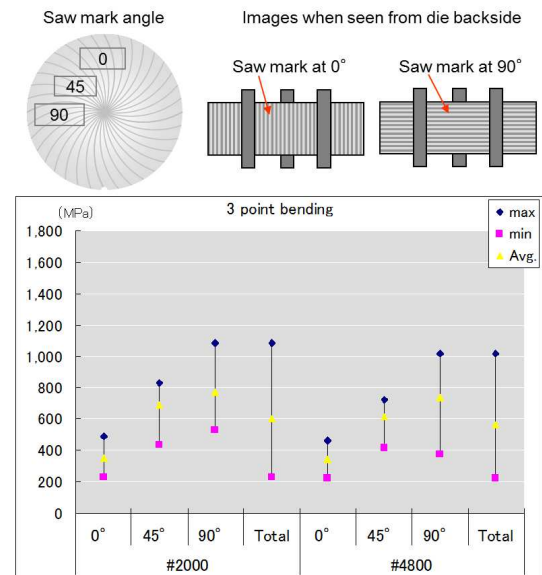 Saw mark angle
Images when seen from die backside
0
45
90
Saw mark at 0°
Saw mark at 90°
3 point bending
(MPa)
max
min
Avg.
1,800
1,600
1,400
1,200
1,000
800
600
400
200
0
0° 45° 90° Total 0° 45° 90° Total
#2000 #4800